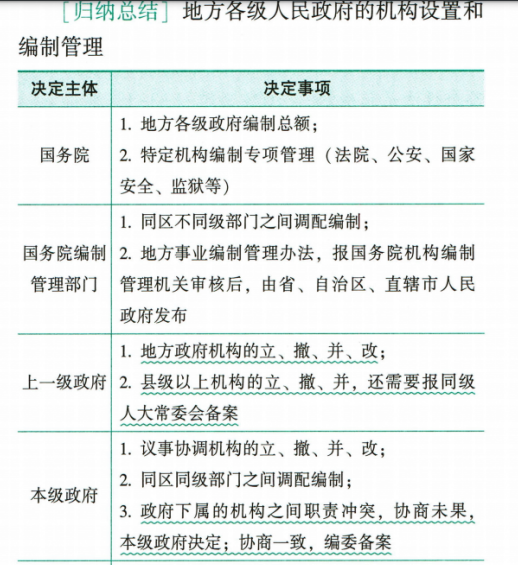 ［归纳总结］ 地方各级人民政府的机构设置和
编制管理
决定主体
决定事项
国务院
1. 地方各级政府编制总额；
2. 特定机构编制专项管理（法院、公安、国家
安全、监狱等）
国务院编制
管理部门
1. 同区不同级部门之间调配编制；
2. 地方事业编制管理办法，报国务院机构编制
管理机关审核后，由省、自治区、直辖市人民
政府发布
上一级政府
1. 地方政府机构的立、撤、并、改；
2. 县级以上机构的立、撤、并，还需要报同级
人大常委会备案
本级政府
1. 议事协调机构的立、撤、并、改；
2. 同区同级部门之间调配编制；
3. 政府下属的机构之间职责冲突，协商未果，
本级政府决定；协商一致，编委备案